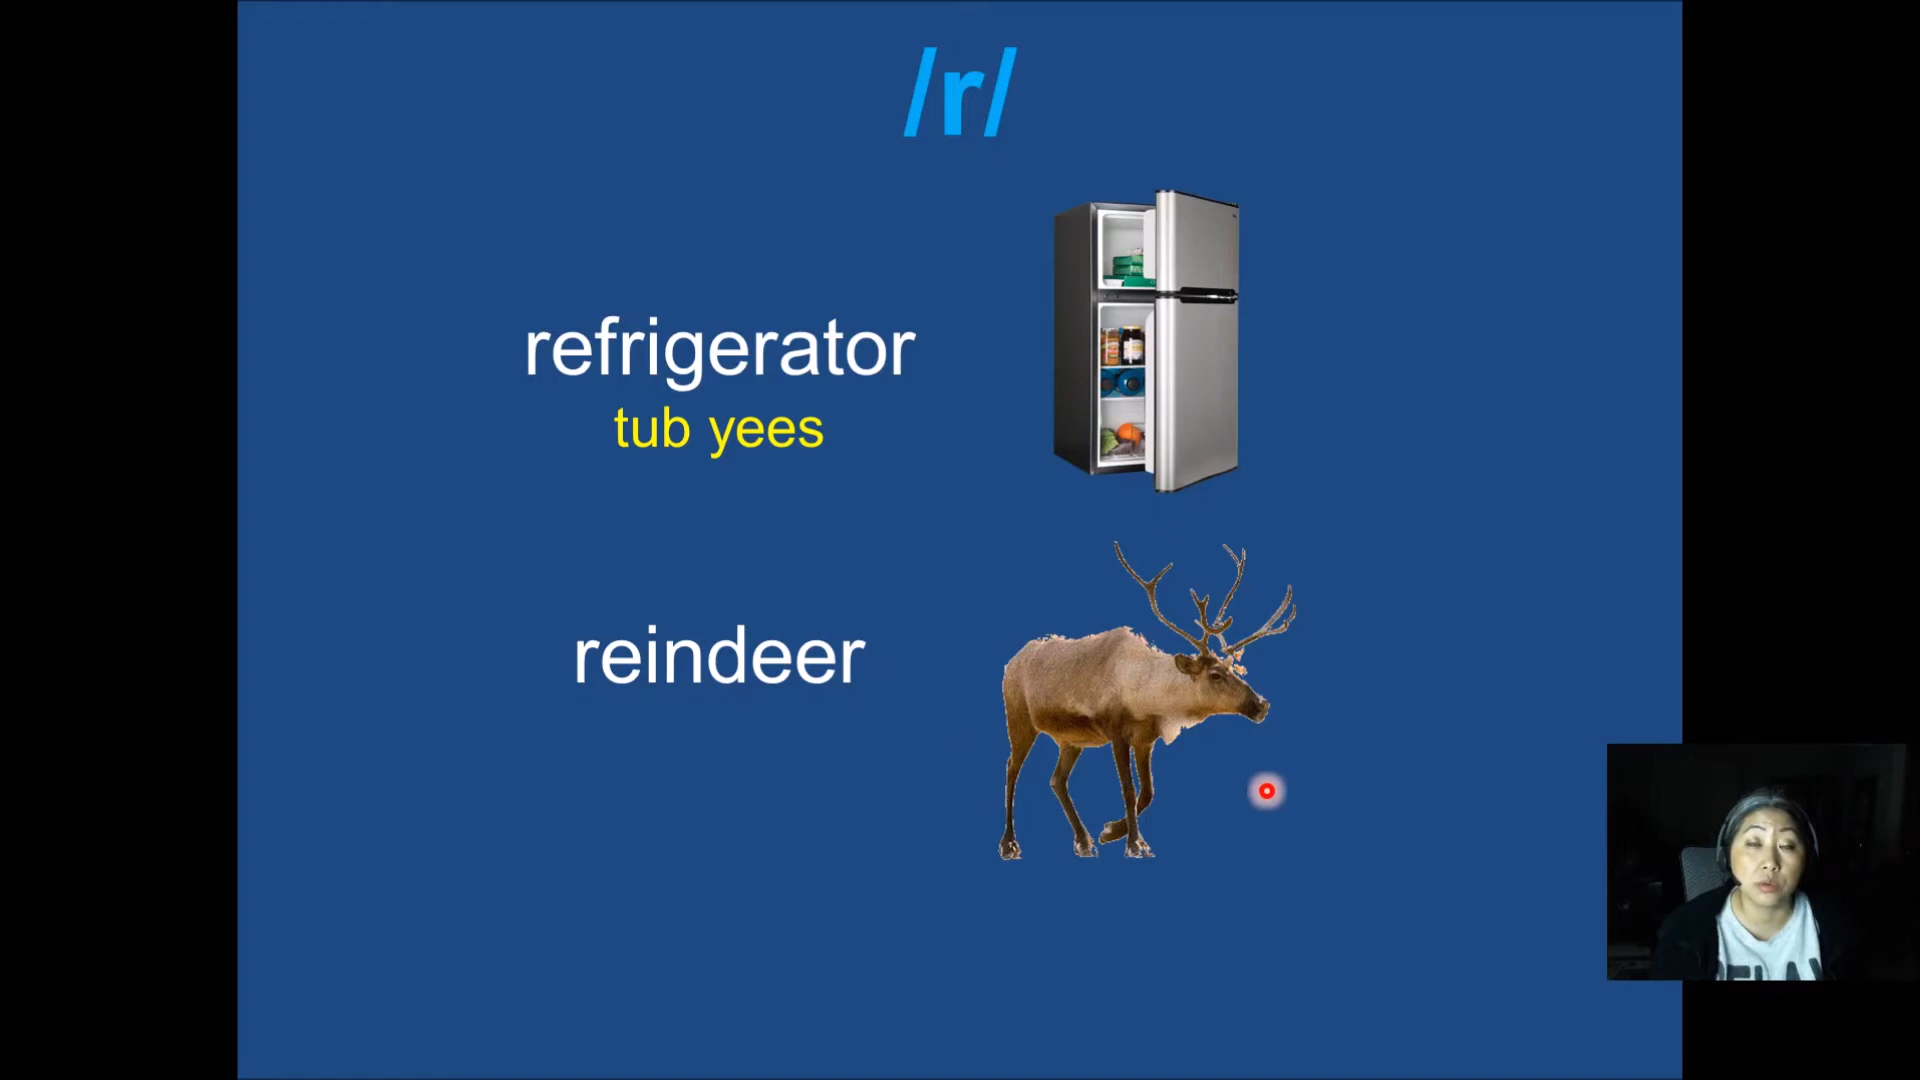 /r/
refrigerator
tub yees
reindeer